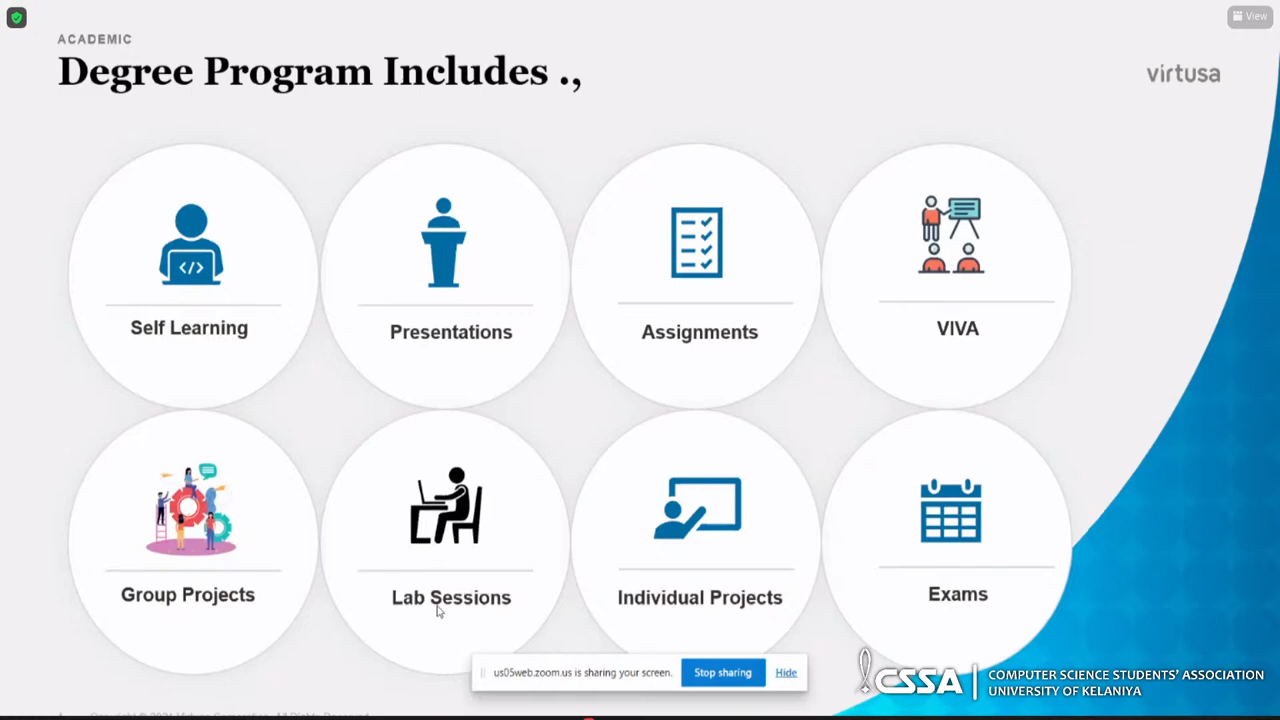 View
ACADEMIC
Degree Program Includes .,
virtusa
</>
Self Learning
Presentations
Assignments
VIVA
Group Projects
Lab Sessions
Individual Projects
Exams
us05web.zoom.us is sharing your screen.
Stop sharing
Hide
CSSA
COMPUTER SCIENCE STUDENTS' ASSOCIATION
UNIVERSITY OF KELANIYA